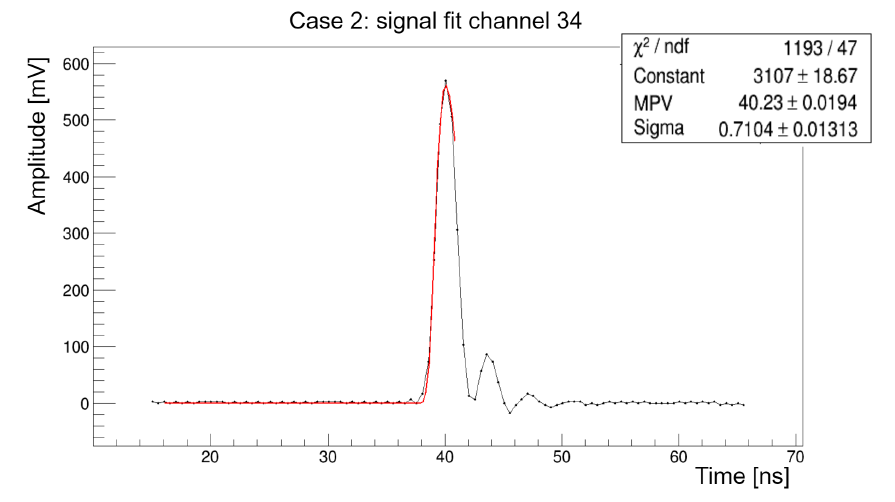 Case 2: signal fit channel 34
χ² / ndf 1193 / 47
Constant 3107 ± 18.67
MPV 40.23 ± 0.0194
Sigma 0.7104 ± 0.01313
Amplitude [mV]
600
500
400
300
200
100
0
20 30 40 50 60 70
Time [ns]